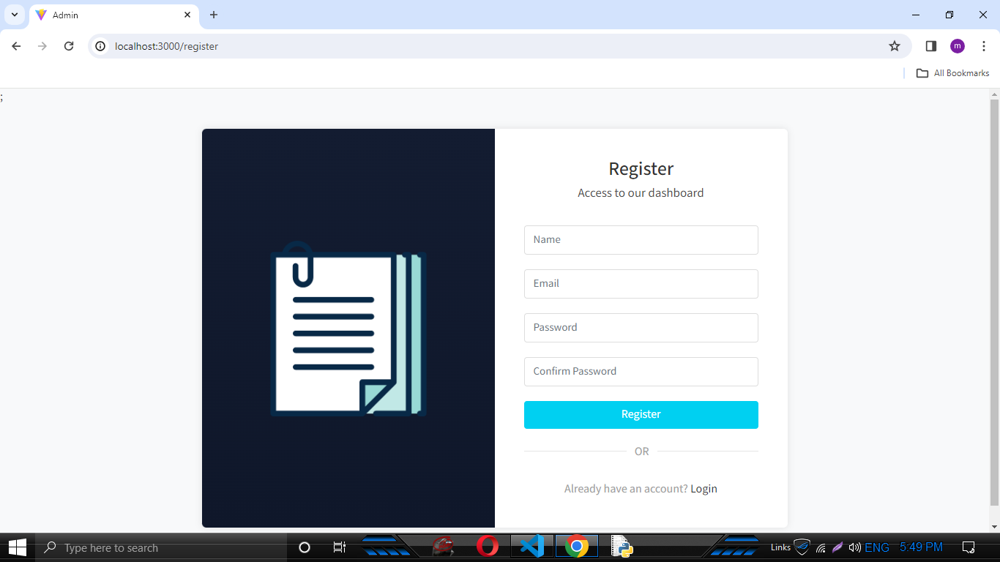 Admin
localhost:3000/register
m
All Bookmarks
;
Register
Access to our dashboard
Name
Email
Password
Confirm Password
Register
OR
Already have an account? Login
Type here to search
Links
ENG
5:49 PM